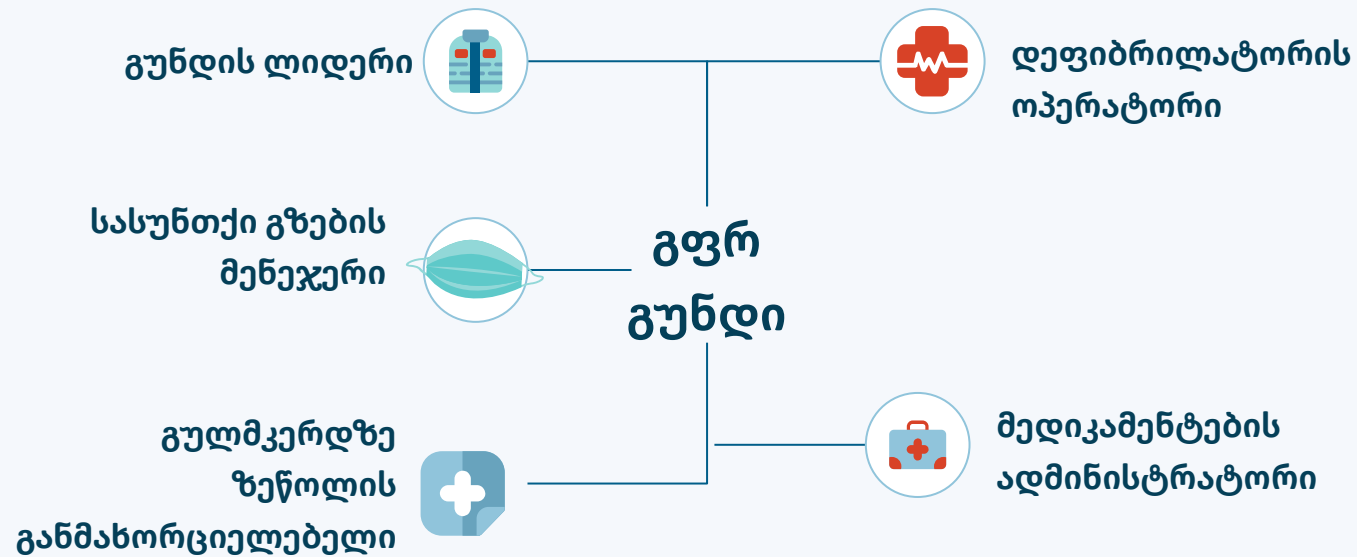 გუნდის ლიდერი
დეფიბრილატორის
ოპერატორი
სასუნთქი გზების
მენეჯერი
გფრ
გუნდი
გულმკერდზე
ზეწოლის
განმახორციელებელი
მედიკამენტების
ადმინისტრატორი